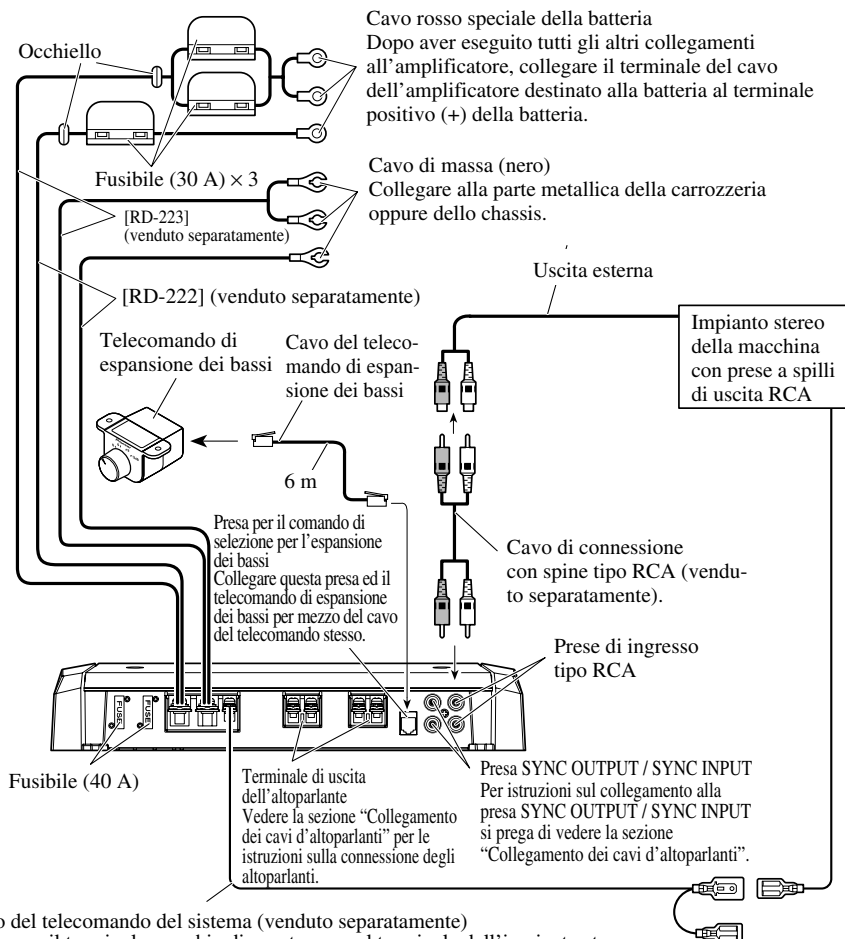 Cavo rosso speciale della batteria
Dopo aver eseguito tutti gli altri collegamenti
all'amplificatore, collegare il terminale del cavo
dell'amplificatore destinato alla batteria al terminale
positivo (+) della batteria.
Occhiello
Fusibile (30 A) × 3
Cavo di massa (nero)
Collegare alla parte metallica della carrozzeria
oppure dello chassis.
[RD-223]
(venduto separatamente)
Uscita esterna
[RD-222] (venduto separatamente)
Impianto stereo
della macchina
con prese a spilli
di uscita RCA
Telecomando di
espansione dei bassi
Cavo del teleco-
mando di espan-
sione dei bassi
6 m
Presa per il comando di
selezione per l'espansione
dei bassi
Collegare questa presa ed il
telecomando di espansione
dei bassi per mezzo del cavo
del telecomando stesso.
Cavo di connessione
con spine tipo RCA (vendu-
to separatamente).
Prese di ingresso
tipo RCA
FUSE
FUSE
Fusibile (40 A)
Terminale di uscita
dell'altoparlante
Vedere la sezione “Collegamento
dei cavi d'altoparlanti” per le
istruzioni sulla connessione degli
altoparlanti.
Presa SYNC OUTPUT / SYNC INPUT
Per istruzioni sul collegamento alla
presa SYNC OUTPUT / SYNC INPUT
si prega di vedere la sezione
“Collegamento dei cavi d'altoparlanti”.
del telecomando del sistema (venduto separatamente)